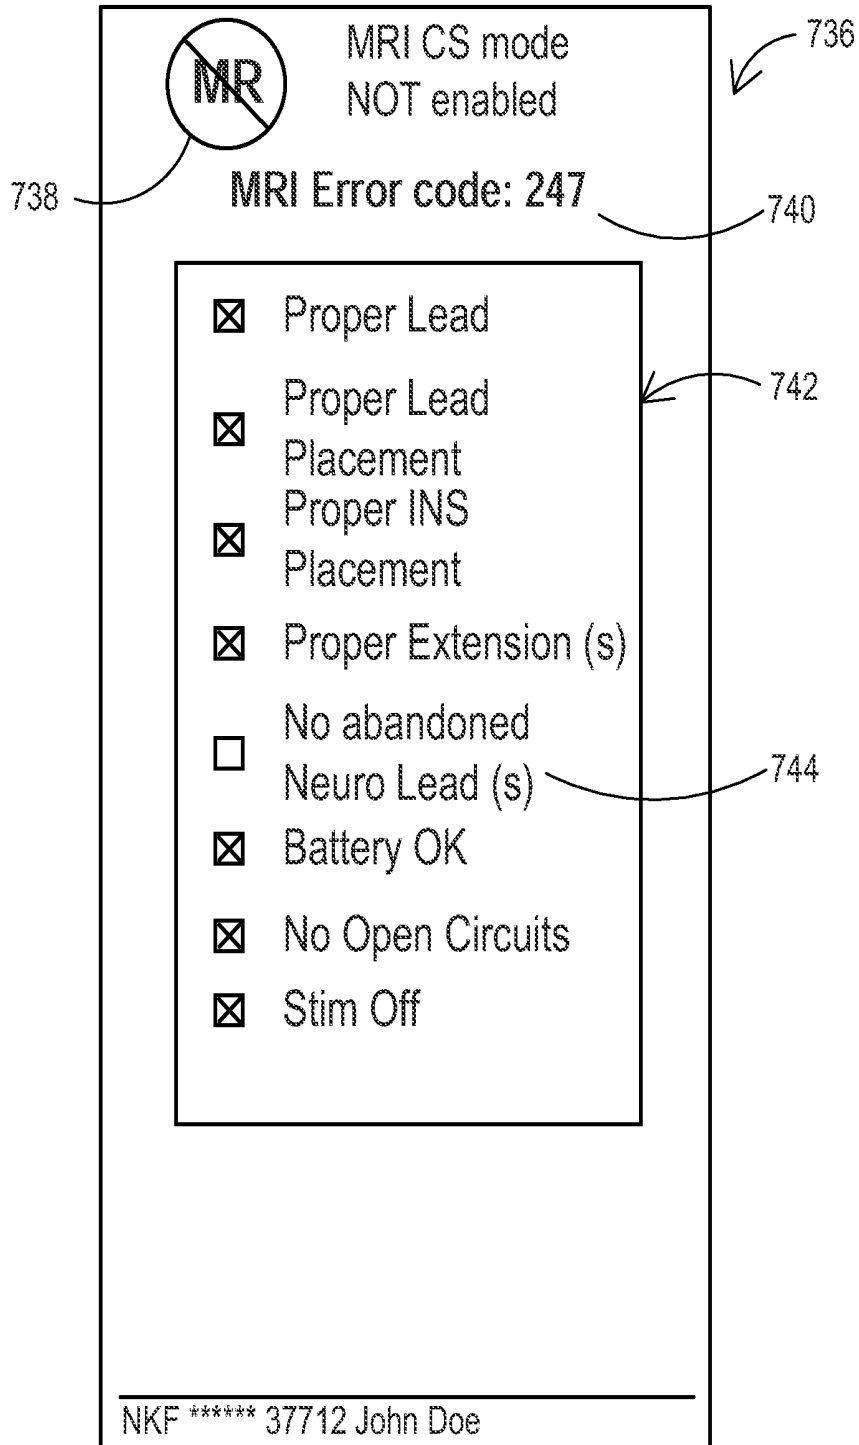 MR
MRI CS mode
NOT enabled
736
738
MRI Error code: 247
740
Proper Lead
742
Proper Lead
Placement
Proper INS
Placement
Proper Extension (s)
No abandoned
Neuro Lead (s)
744
Battery OK
No Open Circuits
Stim Off
NKF ****** 37712 John Doe